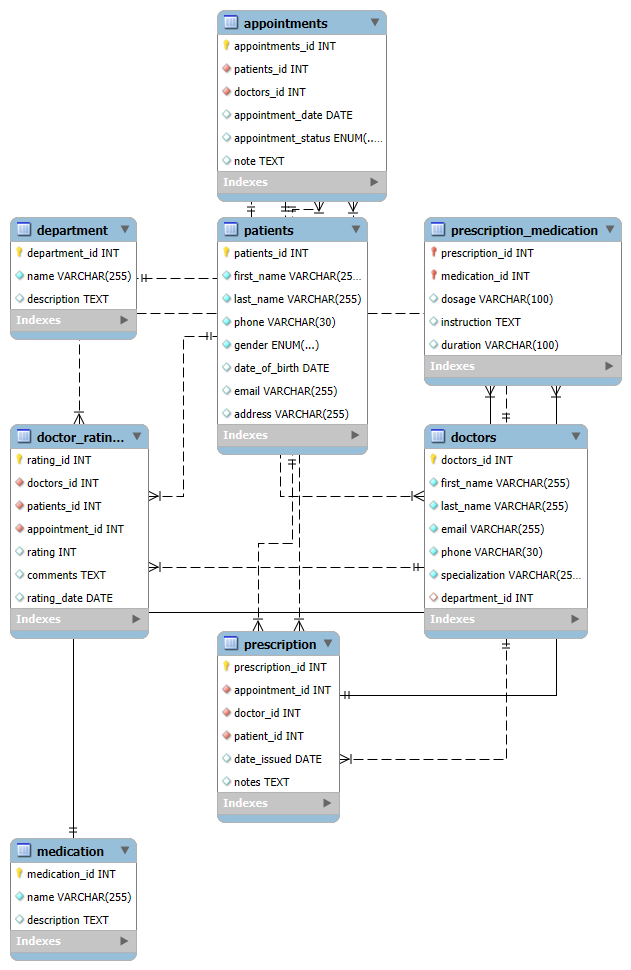 appointments
appointments_id INT
patients_id INT
doctors_id INT
appointment_date DATE
appointment_status ENUM(..…
note TEXT
Indexes
department
department_id INT
name VARCHAR(255)
description TEXT
Indexes
patients
patients_id INT
first_name VARCHAR(25…
last_name VARCHAR(255)
phone VARCHAR(30)
gender ENUM(...)
date_of_birth DATE
email VARCHAR(255)
address VARCHAR(255)
Indexes
prescription_medication
prescription_id INT
medication_id INT
dosage VARCHAR(100)
instruction TEXT
duration VARCHAR(100)
Indexes
doctor_ratin...
rating_id INT
doctors_id INT
patients_id INT
appointment_id INT
rating INT
comments TEXT
rating_date DATE
Indexes
doctors
doctors_id INT
first_name VARCHAR(255)
last_name VARCHAR(255)
email VARCHAR(255)
phone VARCHAR(30)
specialization VARCHAR(25…
department_id INT
Indexes
prescription
prescription_id INT
appointment_id INT
doctor_id INT
patient_id INT
date_issued DATE
notes TEXT
Indexes
medication
medication_id INT
name VARCHAR(255)
description TEXT
Indexes